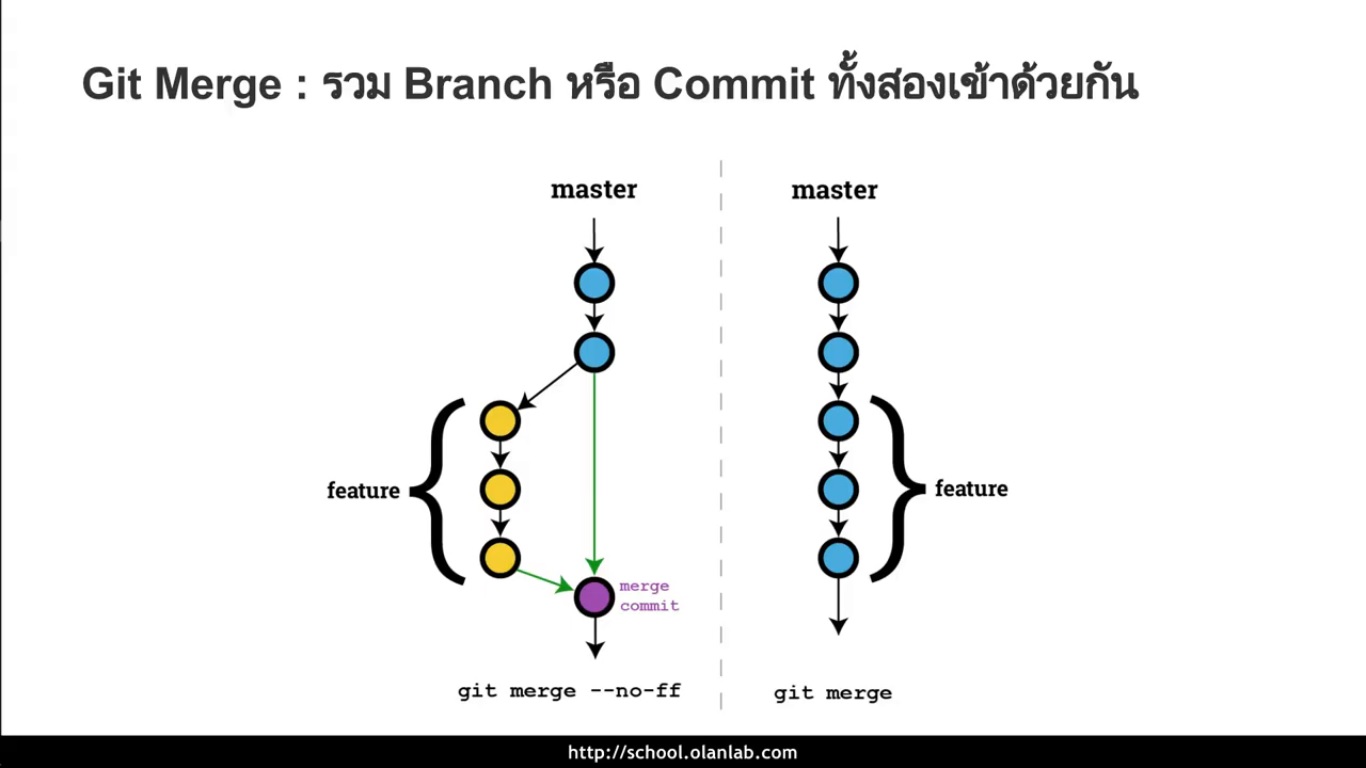 Git Merge : รวม Branch หรือ Commit ทั้งสองเข้าด้วยกัน
master
feature
merge
commit
git merge --no-ff
master
feature
git merge
http://school.olanlab.com